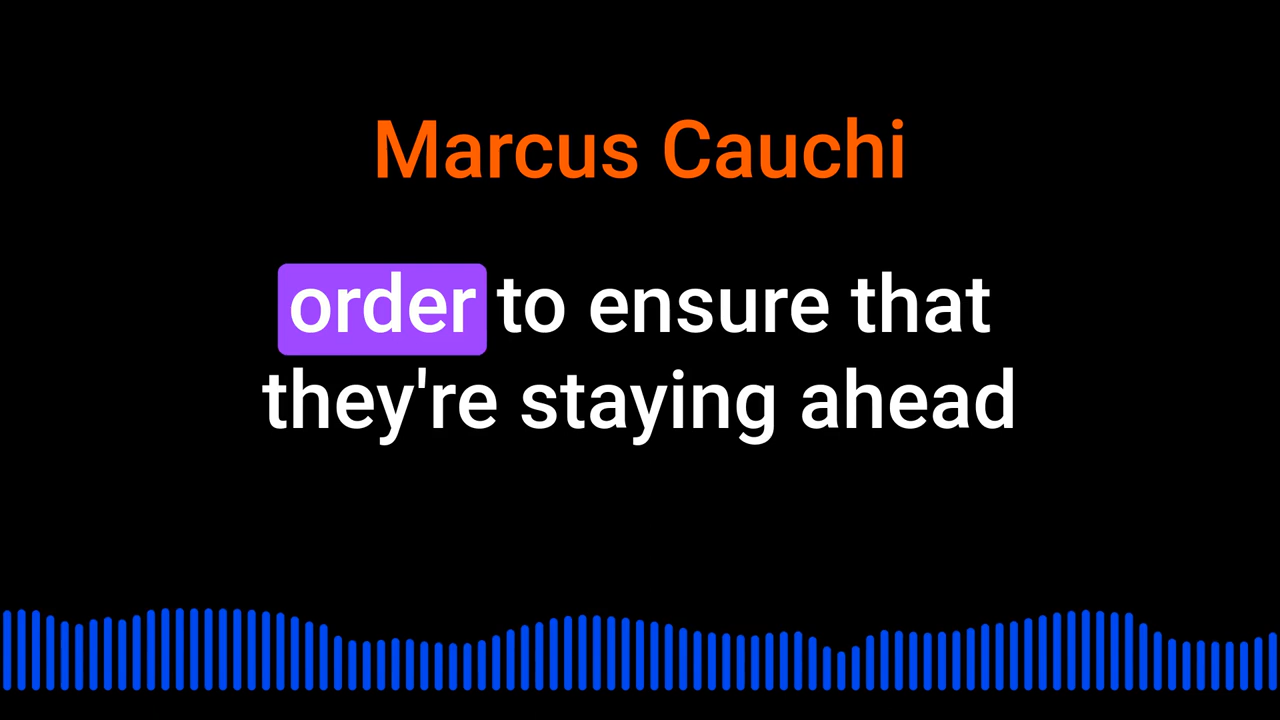 Marcus Cauchi
order to ensure that
they're staying ahead